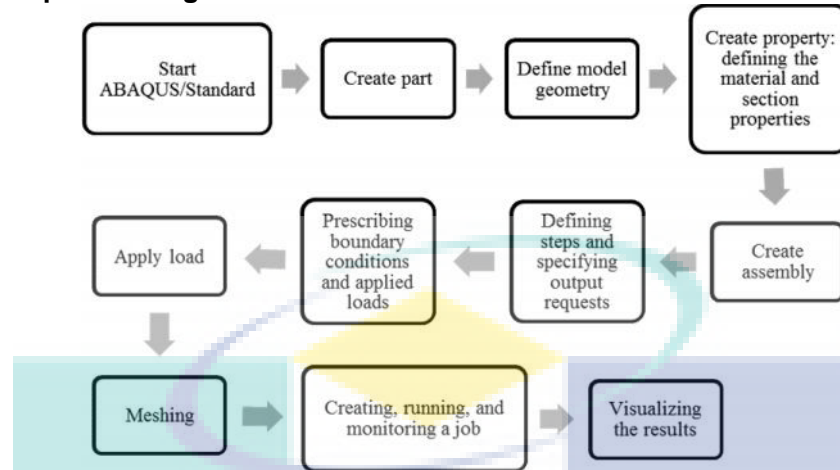 Start
ABAQUS/Standard
Create part
Define model
geometry
Create property:
defining the
material and
section
properties
Create
assembly
Defining
steps and
specifying
output
requests
Prescribing
boundary
conditions
and applied
loads
Apply load
Meshing
Creating, running, and
monitoring a job
Visualizing
the results